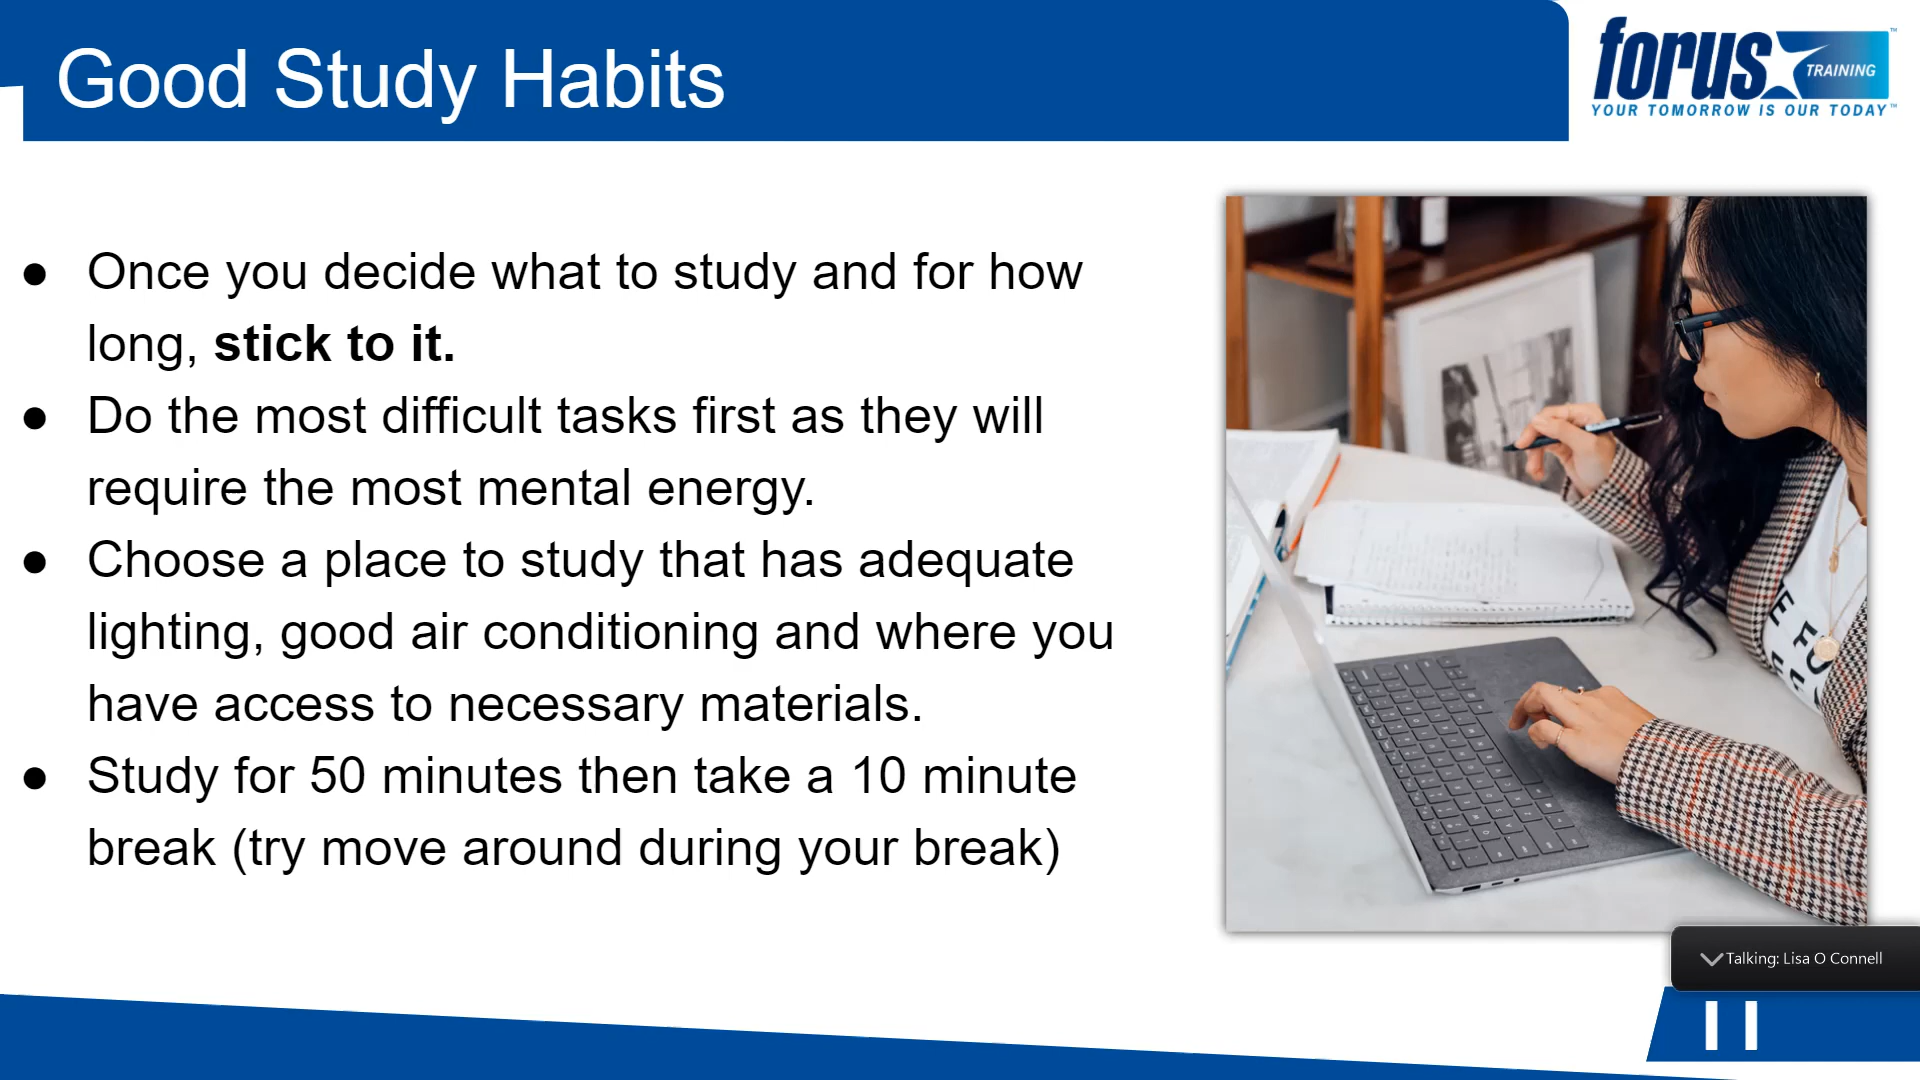 Good Study Habits
forus
TRAINING
YOUR TOMORROW IS OUR TODAY
● Once you decide what to study and for how
long, stick to it.
● Do the most difficult tasks first as they will
require the most mental energy.
● Choose a place to study that has adequate
lighting, good air conditioning and where you
have access to necessary materials.
● Study for 50 minutes then take a 10 minute
break (try move around during your break)
Talking: Lisa O Connell